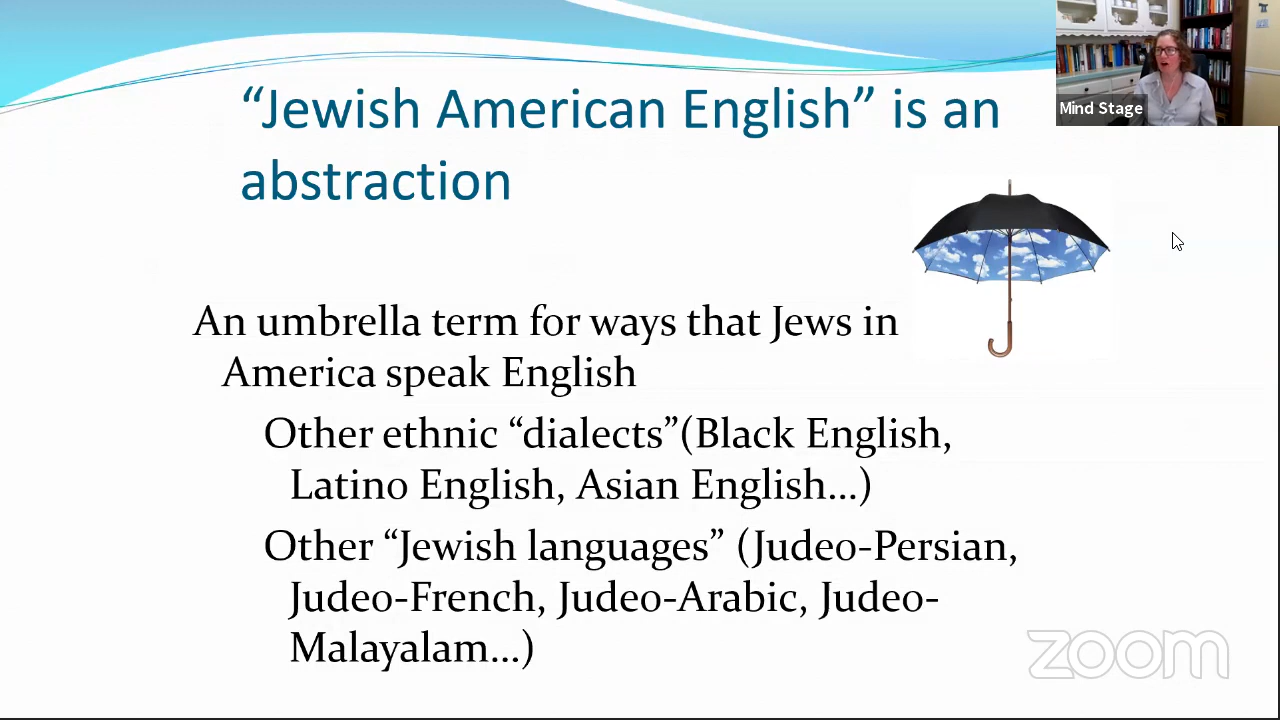 “Jewish American English” is an
abstraction
Mind Stage
An umbrella term for ways that Jews in
America speak English
Other ethnic “dialects”(Black English,
Latino English, Asian English...)
Other “Jewish languages” (Judeo-Persian,
Judeo-French, Judeo-Arabic, Judeo-
Malayalam...)
zoom